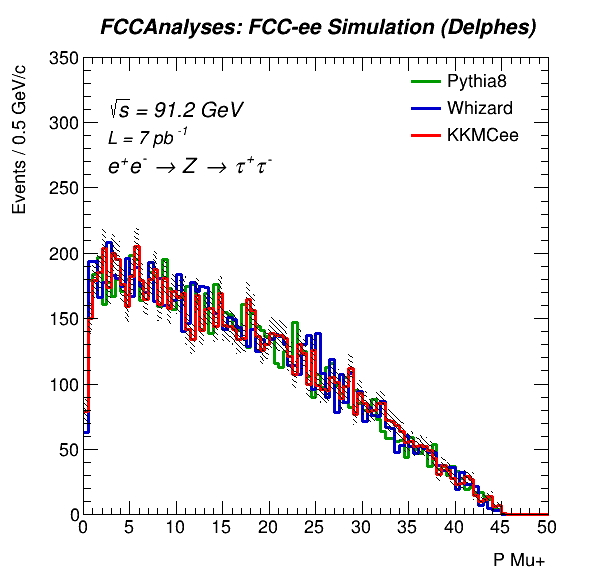 FCCAnalyses: FCC-ee Simulation (Delphes)
Events / 0.5 GeV/c
350
300
250
200
150
100
50
0
√s = 91.2 GeV
L = 7 pb⁻¹
e⁺e⁻ → Z → τ⁺τ⁻
Pythia8
Whizard
KKMCee
0 5 10 15 20 25 30 35 40 45 50
P Mu+